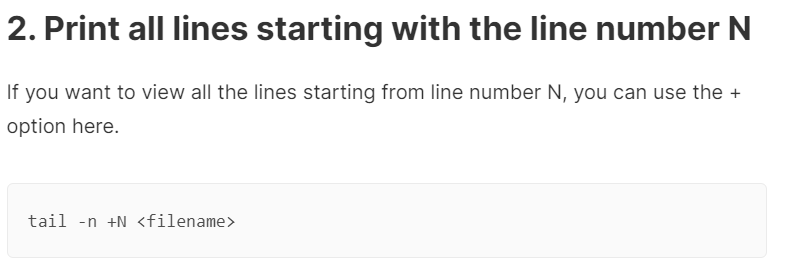 2. Print all lines starting with the line number N
If you want to view all the lines starting from line number N, you can use the +
option here.
tail -n +N <filename>